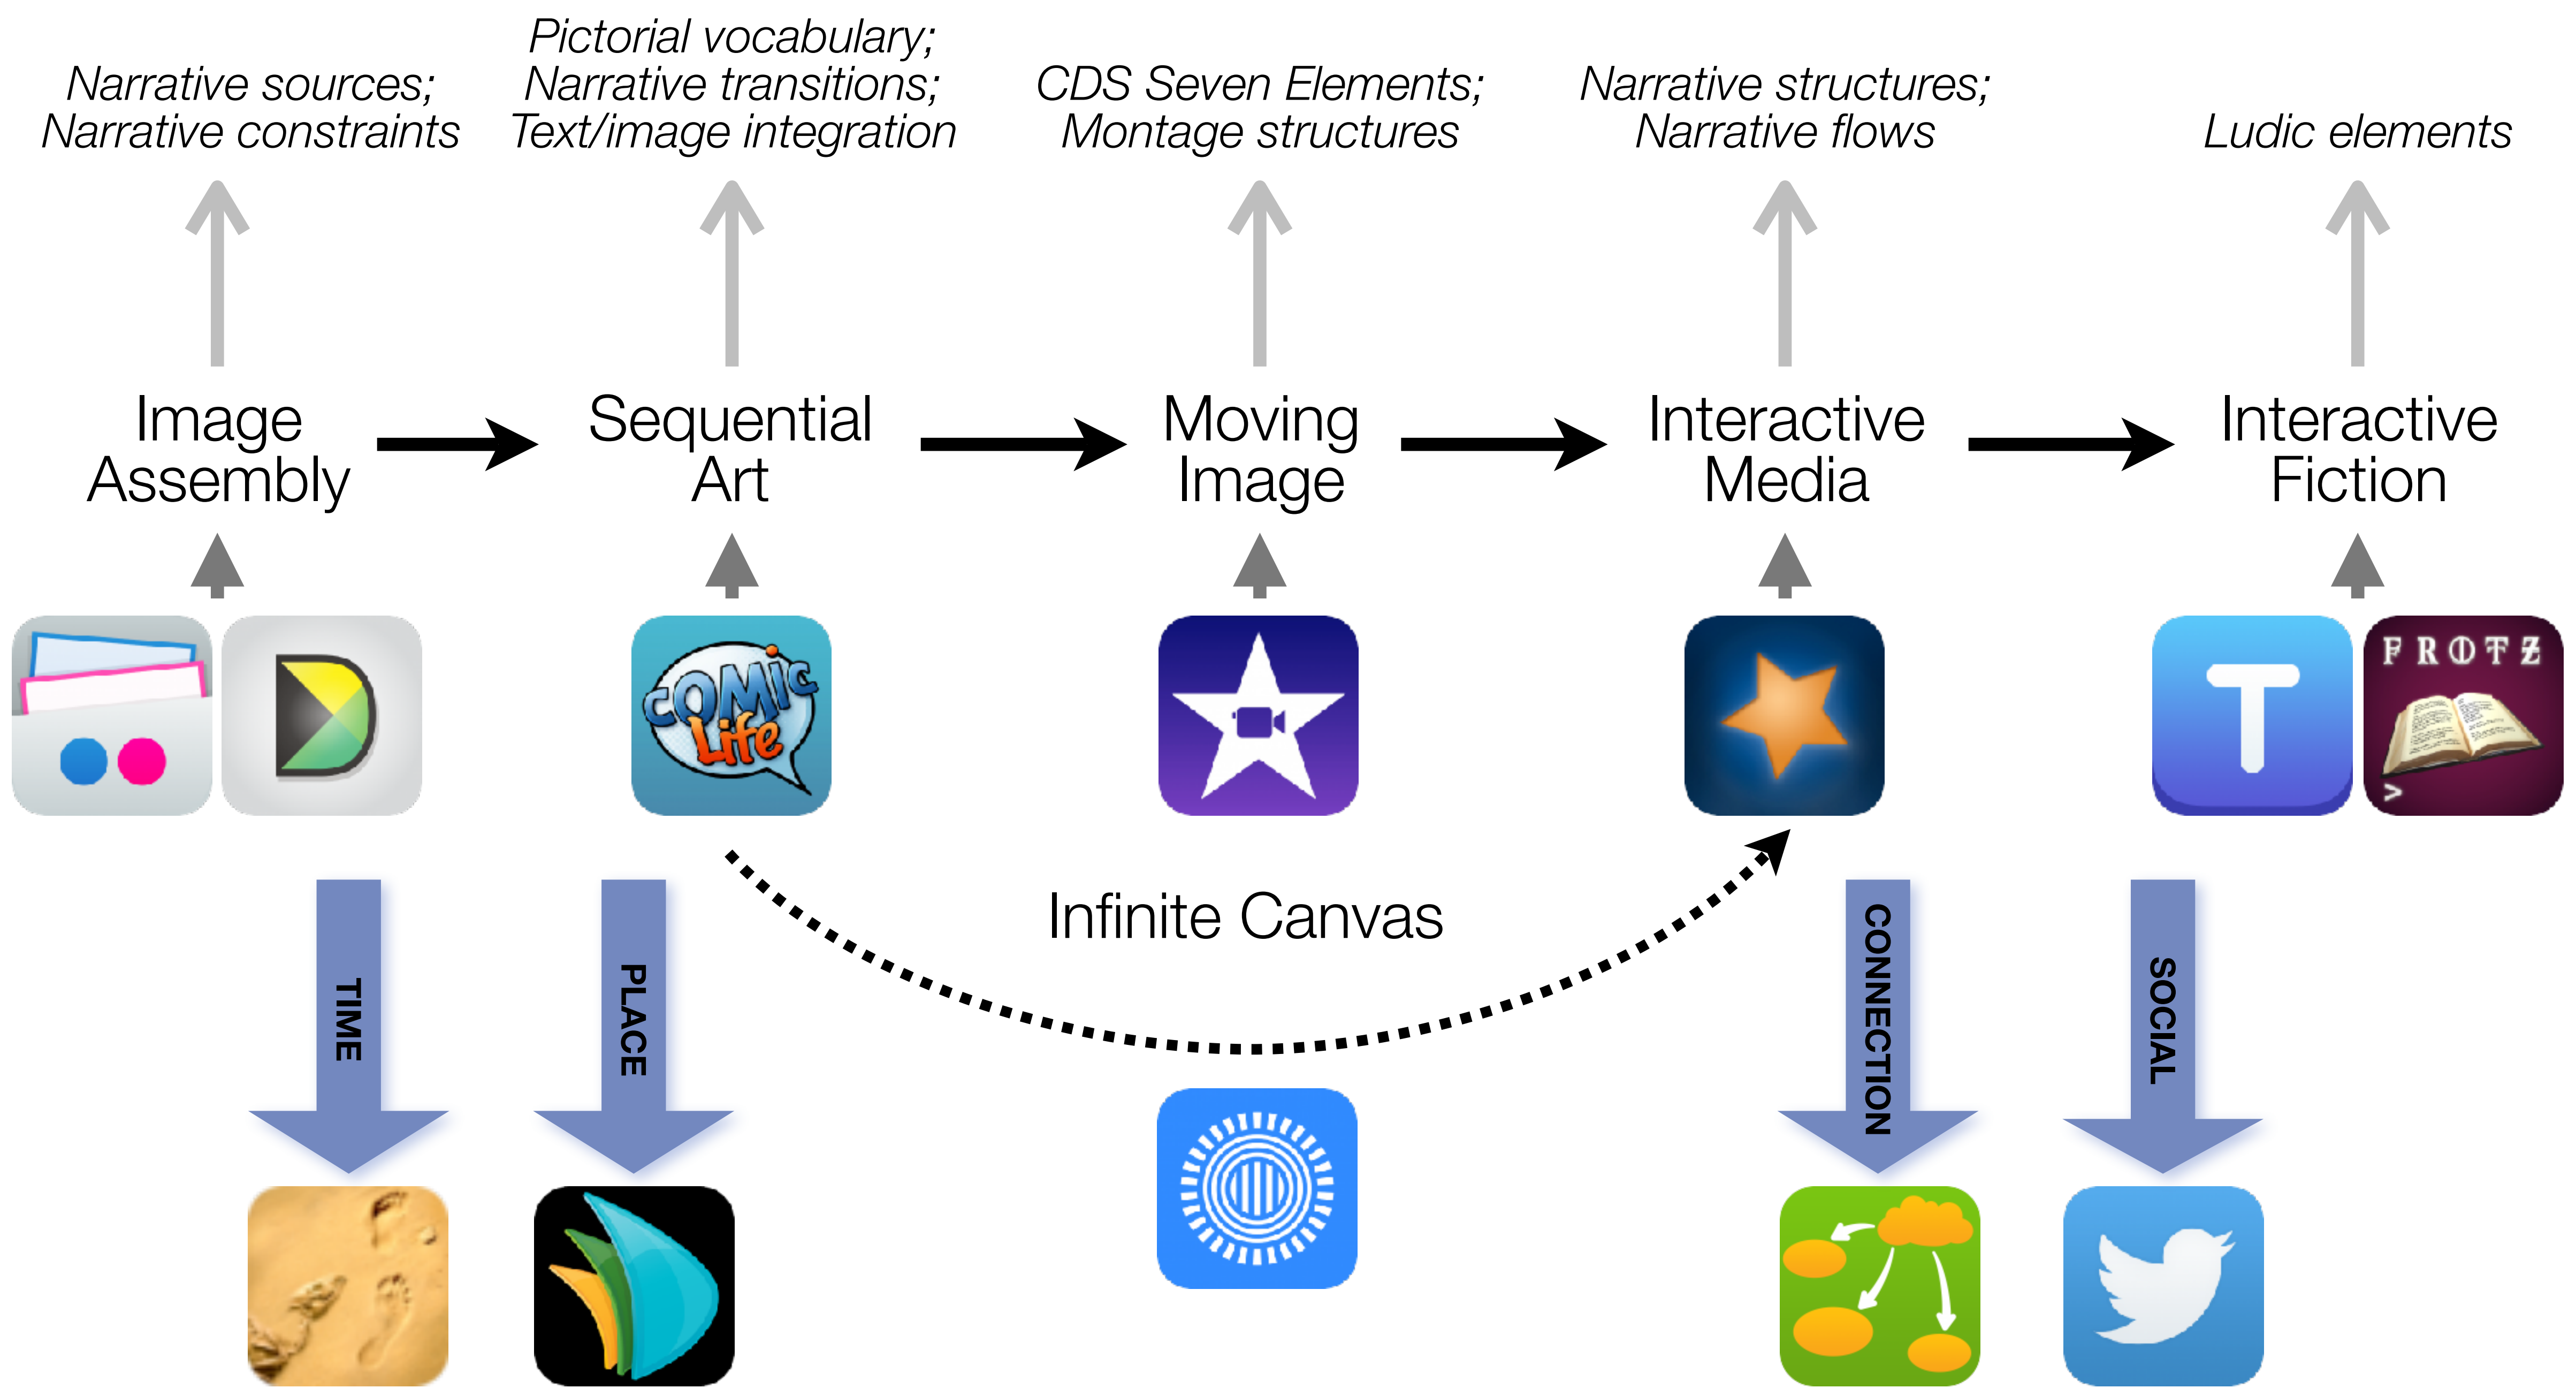 Narrative sources;
Narrative constraints
Pictorial vocabulary;
Narrative transitions;
Text/image integration
CDS Seven Elements;
Montage structures
Narrative structures;
Narrative flows
Ludic elements
Image
Assembly
Sequential
Art
Moving
Image
Interactive
Media
Interactive
Fiction
D
COMIC
Life
T
FROTZ
>
Infinite Canvas
TIME
PLACE
CONNECTION
SOCIAL